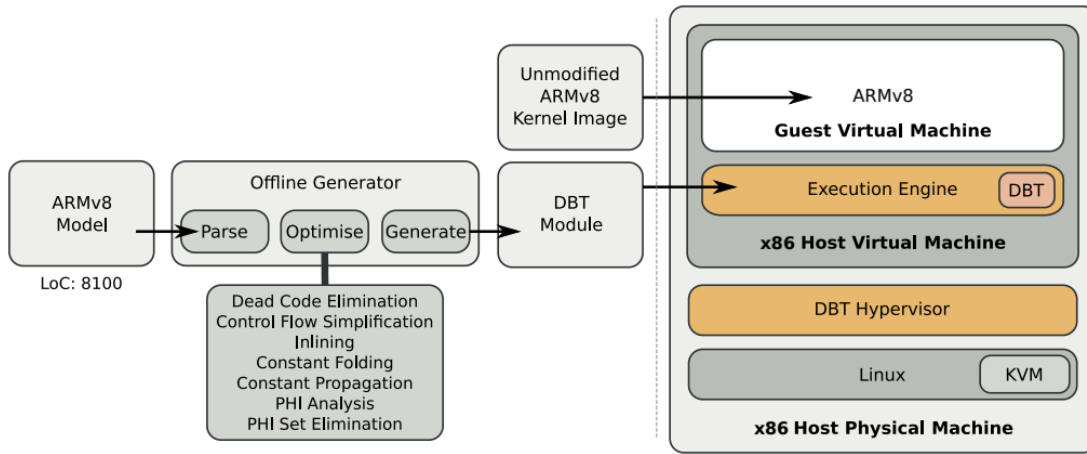 ARMv8
Model
LoC: 8100
Offline Generator
Parse
Optimise
Generate
Dead Code Elimination
Control Flow Simplification
Inlining
Constant Folding
Constant Propagation
PHI Analysis
PHI Set Elimination
Unmodified
ARMv8
Kernel Image
DBT
Module
ARMv8
Guest Virtual Machine
Execution Engine
DBT
x86 Host Virtual Machine
DBT Hypervisor
Linux
KVM
x86 Host Physical Machine